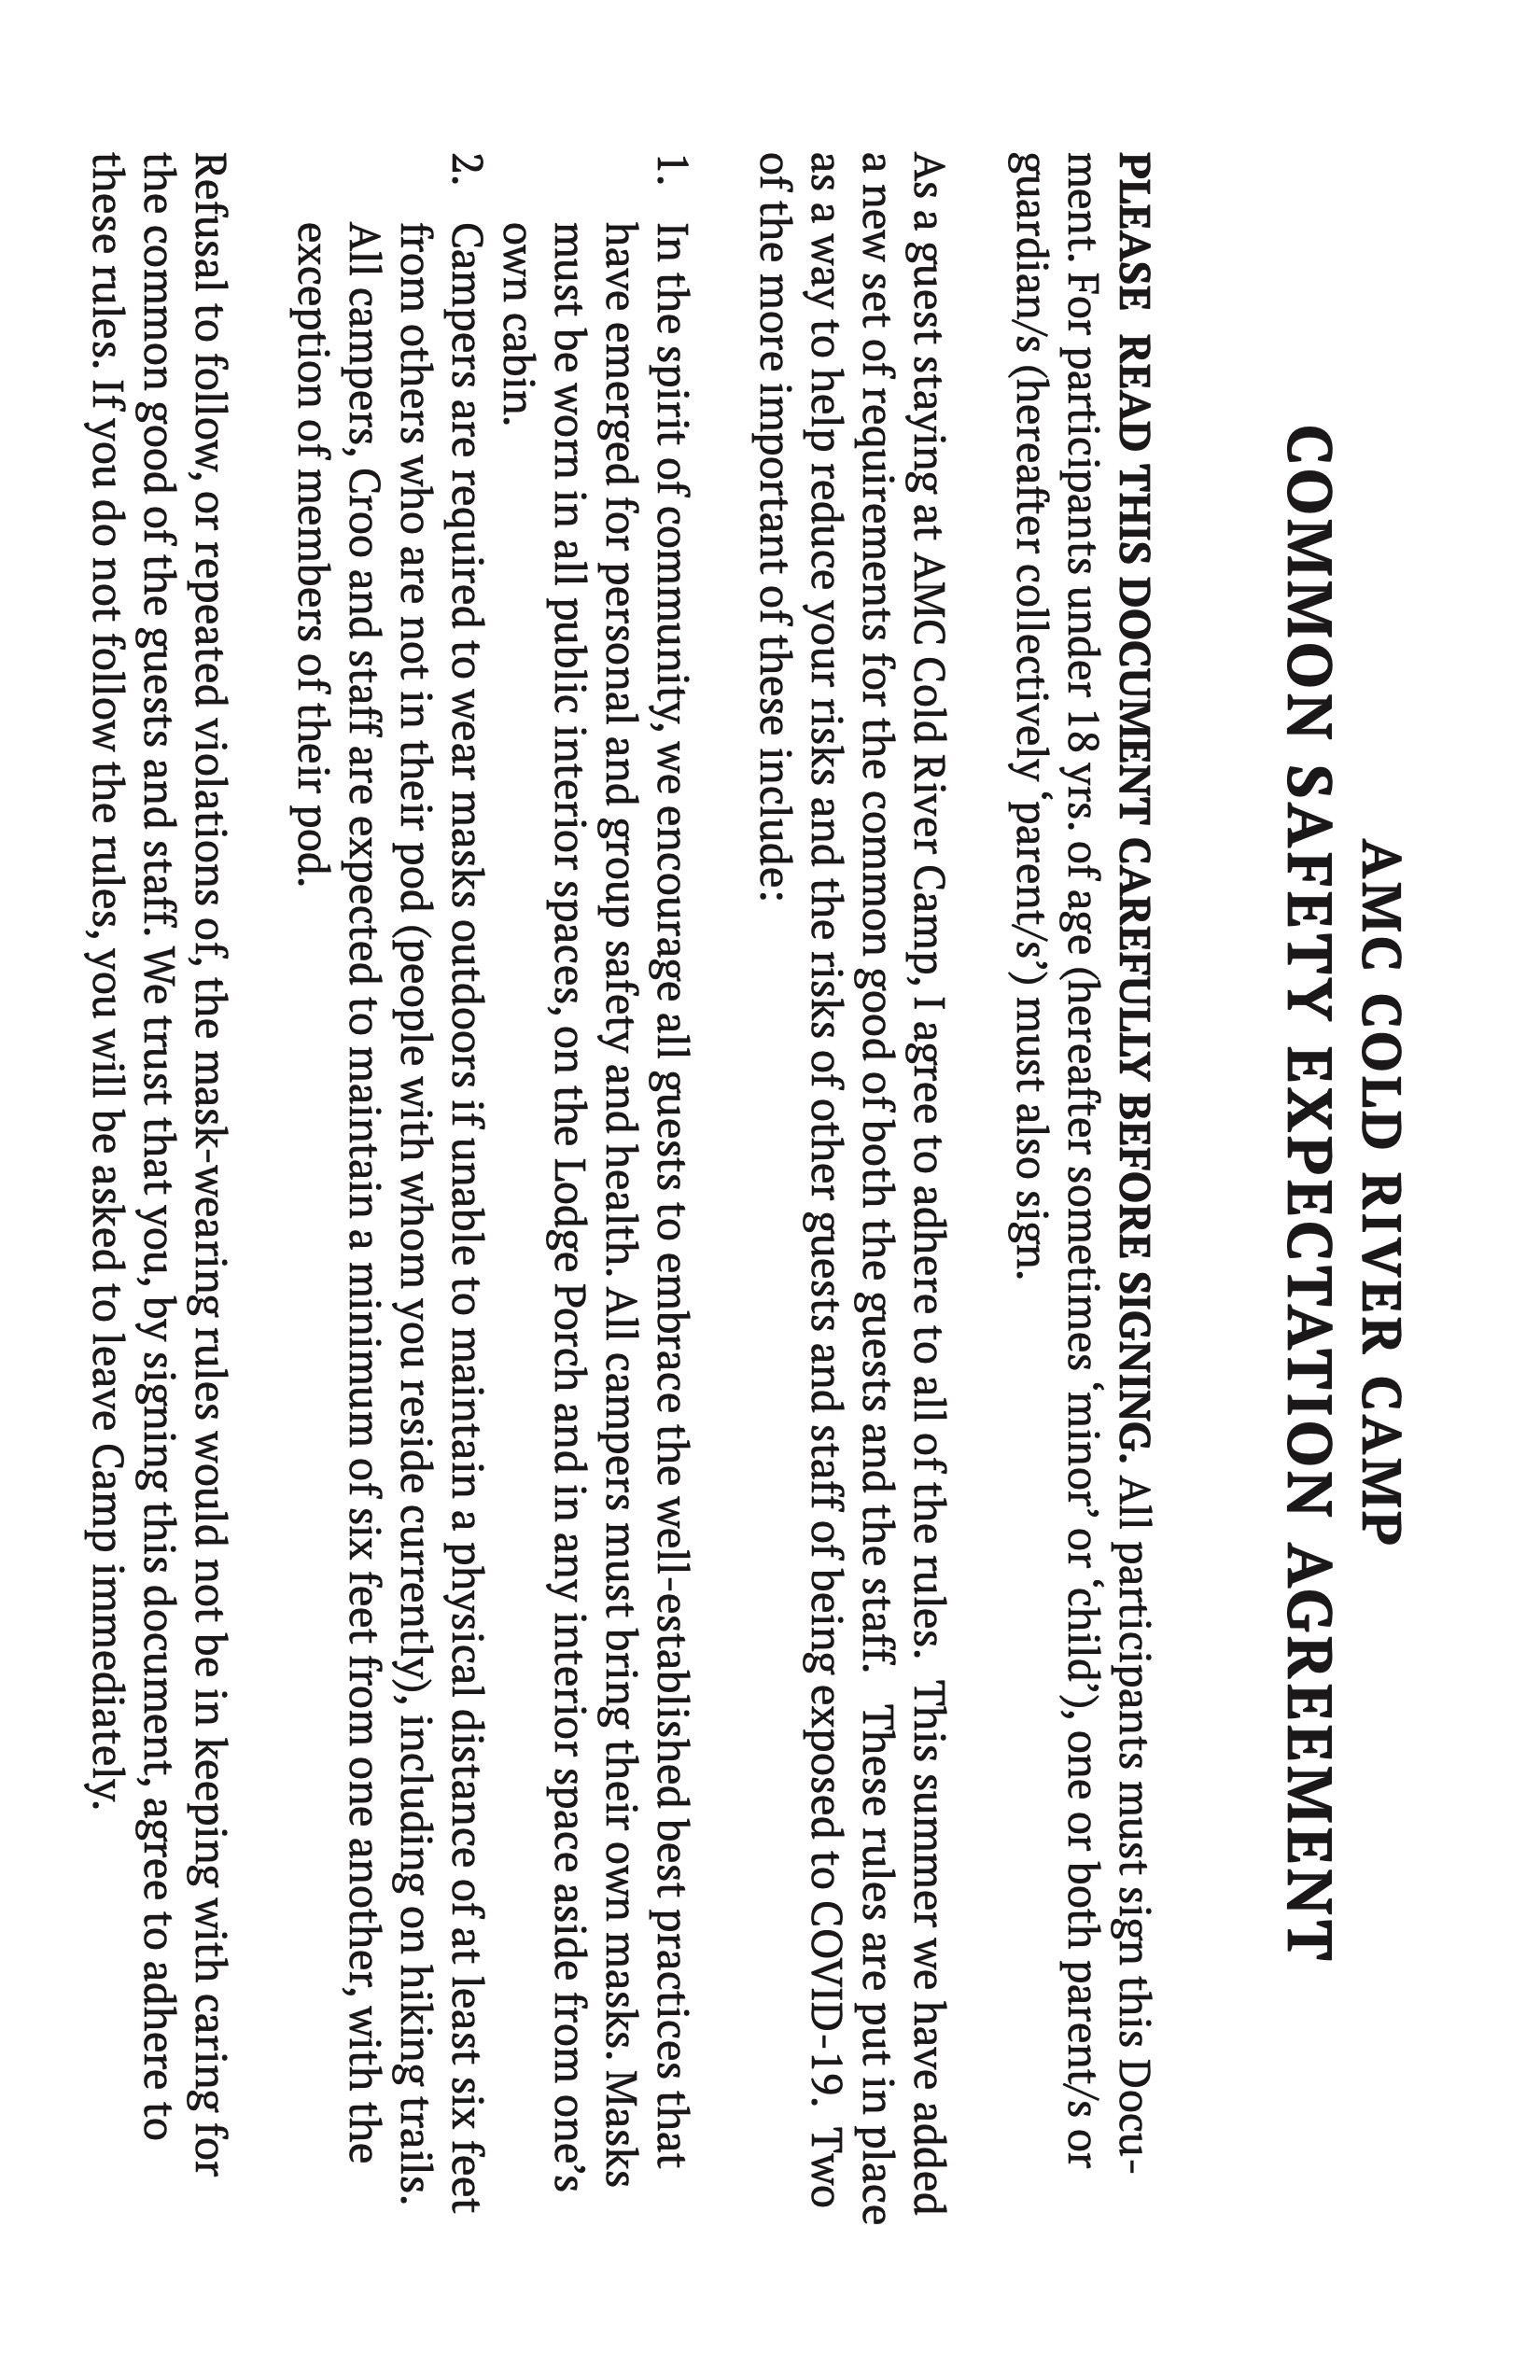 AMC COLD RIVER CAMP
COMMON SAFETY EXPECTATION AGREEMENT
PLEASE  READ THIS DOCUMENT CAREFULLY BEFORE SIGNING. All participants must sign this Docu-
ment. For participants under 18 yrs. of age (hereafter sometimes ‘minor’ or ‘child’), one or both parent/s or
guardian/s (hereafter collectively ‘parent/s’) must also sign.
As a guest staying at AMC Cold River Camp, I agree to adhere to all of the rules.  This summer we have added
a new set of requirements for the common good of both the guests and the staff.   These rules are put in place
as a way to help reduce your risks and the risks of other guests and staff of being exposed to COVID-19.  Two
of the more important of these include:
1. In the spirit of community, we encourage all guests to embrace the well-established best practices that
have emerged for personal and group safety and health. All campers must bring their own masks. Masks
must be worn in all public interior spaces, on the Lodge Porch and in any interior space aside from one’s
own cabin.
2. Campers are required to wear masks outdoors if unable to maintain a physical distance of at least six feet
from others who are not in their pod (people with whom you reside currently), including on hiking trails.
All campers, Croo and staff are expected to maintain a minimum of six feet from one another, with the
exception of members of their pod.
Refusal to follow, or repeated violations of, the mask-wearing rules would not be in keeping with caring for
the common good of the guests and staff. We trust that you, by signing this document, agree to adhere to
these rules. If you do not follow the rules, you will be asked to leave Camp immediately.